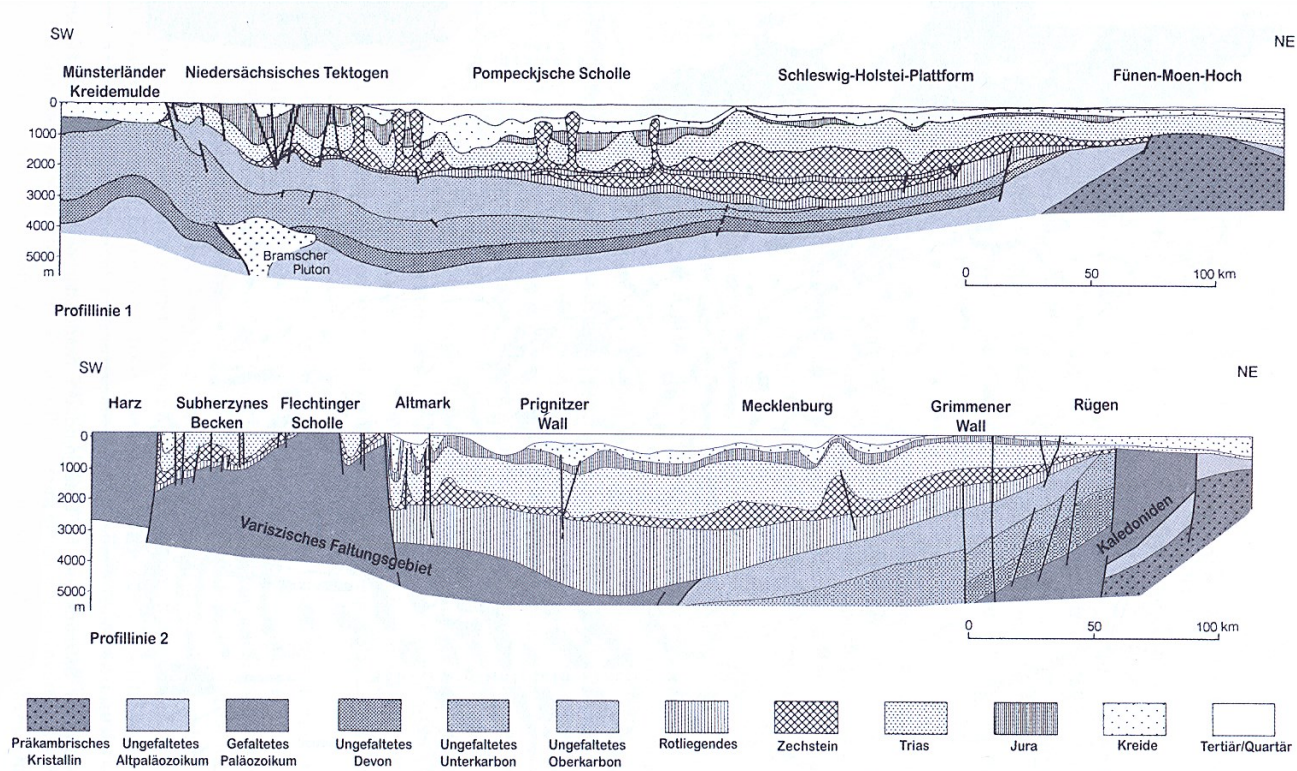 SW
NE
Münsterländer
Kreidemulde
Niedersächsisches Tektogen
Pompeckjsche Scholle
Schleswig-Holstei-Plattform
Fünen-Moen-Hoch
0
1000
2000
3000
4000
5000
m
Bramscher
Pluton
0 50 100 km
Profillinie 1
SW
NE
Harz
Subherzynes
Becken
Flechtinger
Scholle
Altmark
Prignitzer
Wall
Mecklenburg
Grimmener
Wall
Rügen
0
1000
2000
3000
4000
5000
m
Variszisches Faltungsgebiet
Kaledoniden
0 50 100 km
Profillinie 2
Präkambrisches
Kristallin
Ungefaltetes
Altpaläozoikum
Gefaltetes
Paläozoikum
Ungefaltetes
Devon
Ungefaltetes
Unterkarbon
Ungefaltetes
Oberkarbon
Rotliegendes
Zechstein
Trias
Jura
Kreide
Tertiär/Quartär